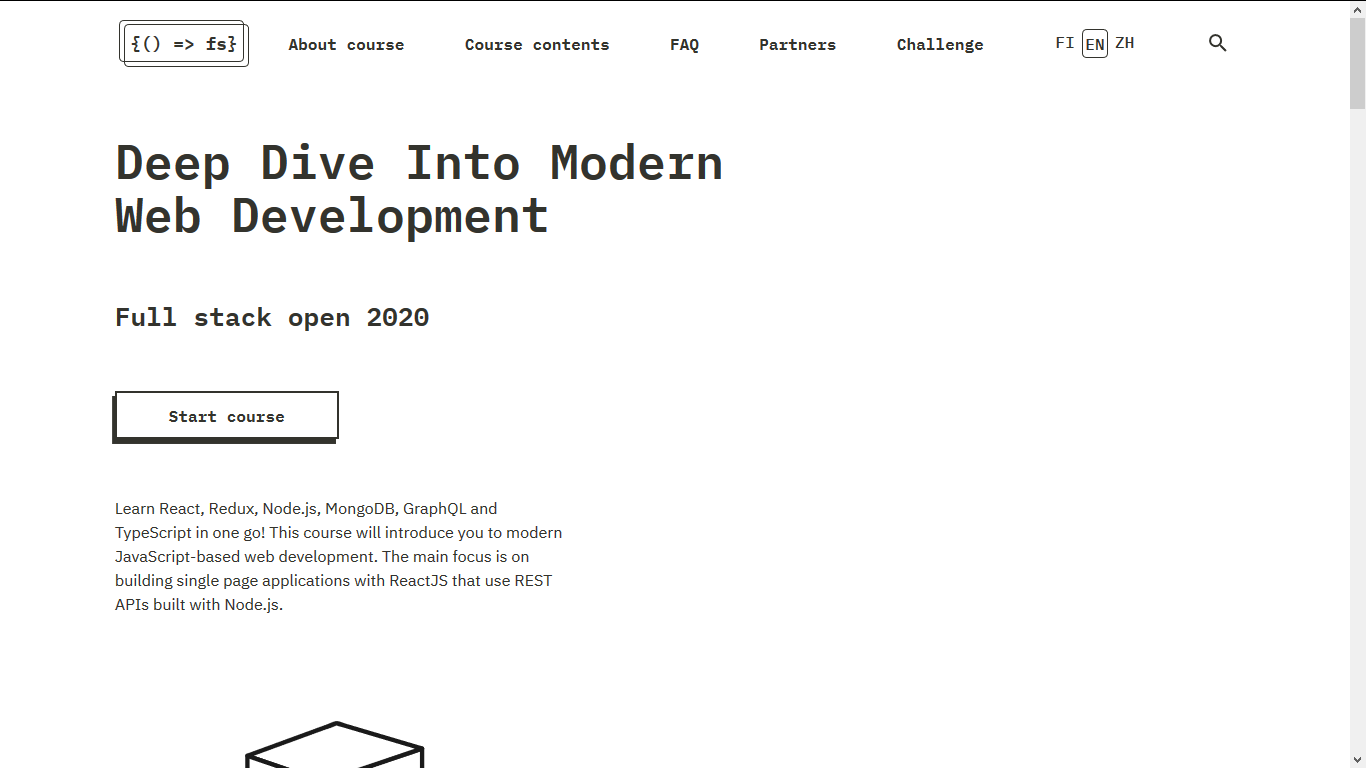 {() => fs} About course Course contents FAQ Partners Challenge FI EN ZH
Deep Dive Into Modern
Web Development
Full stack open 2020
Start course
Learn React, Redux, Node.js, MongoDB, GraphQL and
TypeScript in one go! This course will introduce you to modern
JavaScript-based web development. The main focus is on
building single page applications with ReactJS that use REST
APIs built with Node.js.